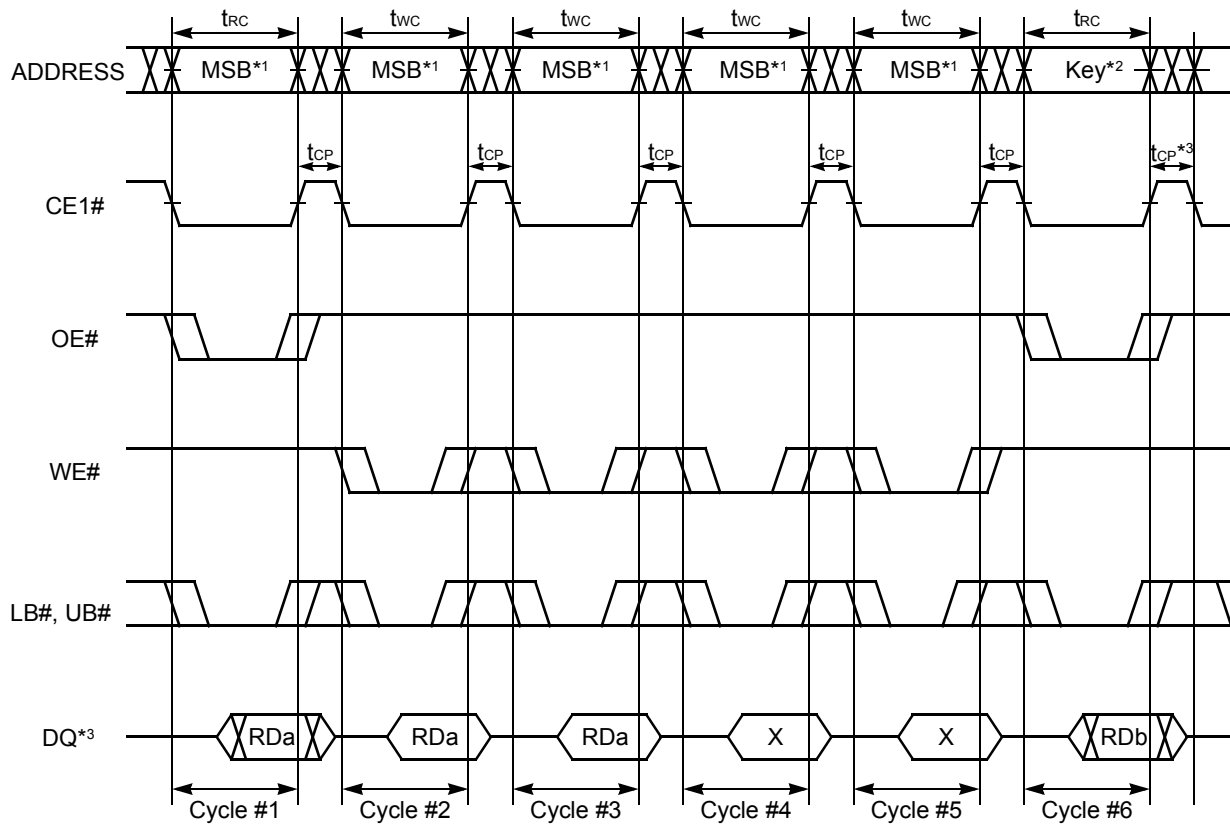 tRC tWC tWC tWC tWC tRC
ADDRESS MSB*1 MSB*1 MSB*1 MSB*1 MSB*1 Key*2
tCP tCP tCP tCP tCP tCP*3
CE1#
OE#
WE#
LB#, UB#
DQ*3 RDa RDa RDa X X RDb
Cycle #1 Cycle #2 Cycle #3 Cycle #4 Cycle #5 Cycle #6